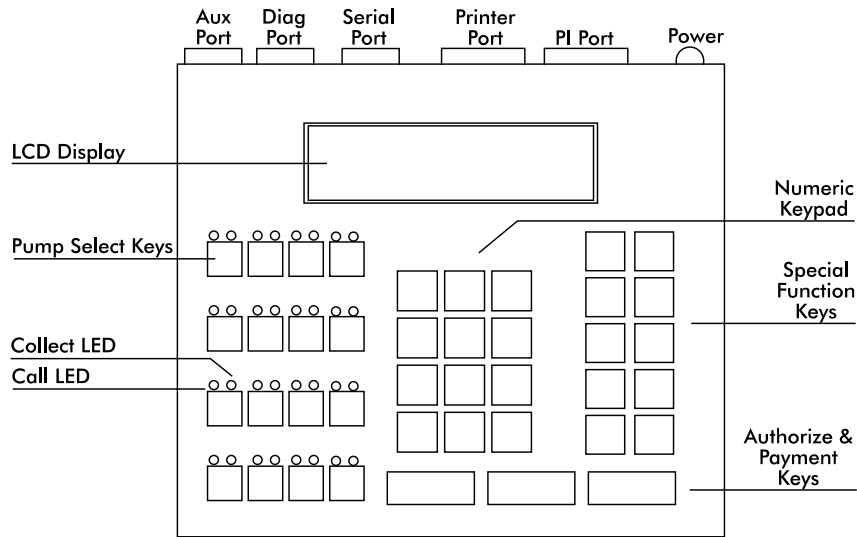 Aux
Port
Diag
Port
Serial
Port
Printer
Port
PI Port
Power
LCD Display
Numeric
Keypad
Pump Select Keys
Special
Function
Keys
Collect LED
Call LED
Authorize &
Payment
Keys